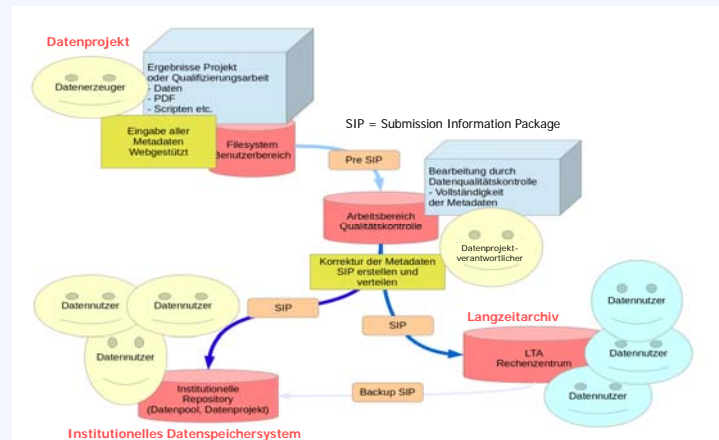 Datenprojekt
Datenerzeuger
Ergebnisse Projekt
oder Qualifizierungsarbeit
- Daten
- PDF
- Scripten etc.
Eingabe aller
Metadaten
Webgestützt
Filesystem
Benutzerbereich
SIP = Submission Information Package
Pre SIP
Bearbeitung durch
Datenqualitätskontrolle
- Vollständigkeit
der Metadaten
Arbeitsbereich
Qualitätskontrolle
Datenprojekt-
verantwortlicher
Korrektur der Metadaten
SIP erstellen und
verteilen
Datennutzer
Datennutzer
Datennutzer
SIP
SIP
Langzeitarchiv
Datennutzer
Datennutzer
Datennutzer
LTA
Rechenzentrum
Backup SIP
Institutionelle
Repository
(Datenpool, Datenprojekt)
Institutionelles Datenspeichersystem